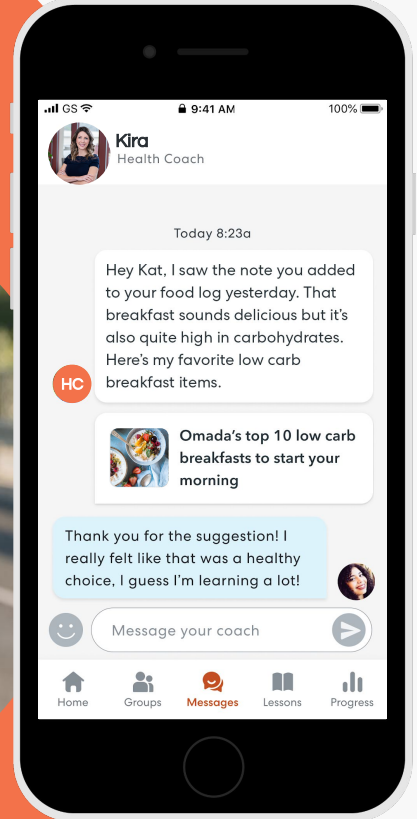 GS 9:41 AM 100%
Kira
Health Coach
Today 8:23a
Hey Kat, I saw the note you added
to your food log yesterday. That
breakfast sounds delicious but it's
also quite high in carbohydrates.
Here's my favorite low carb
breakfast items.
HC
Omada's top 10 low carb
breakfasts to start your
morning
Thank you for the suggestion! I
really felt like that was a healthy
choice, I guess I'm learning a lot!
Message your coach
Home Groups Messages Lessons Progress